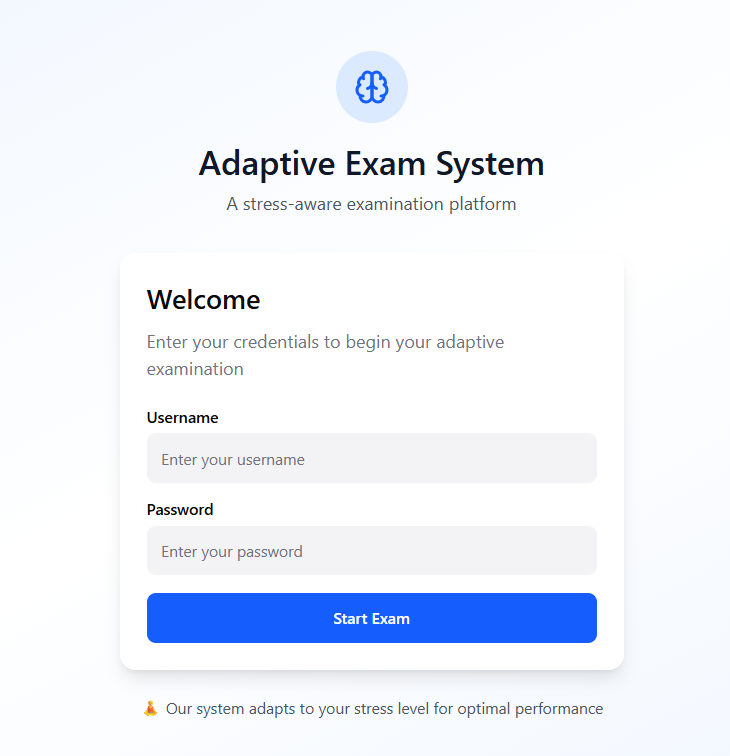 Adaptive Exam System
A stress-aware examination platform
Welcome
Enter your credentials to begin your adaptive
examination
Username
Enter your username
Password
Enter your password
Start Exam
🧘 Our system adapts to your stress level for optimal performance